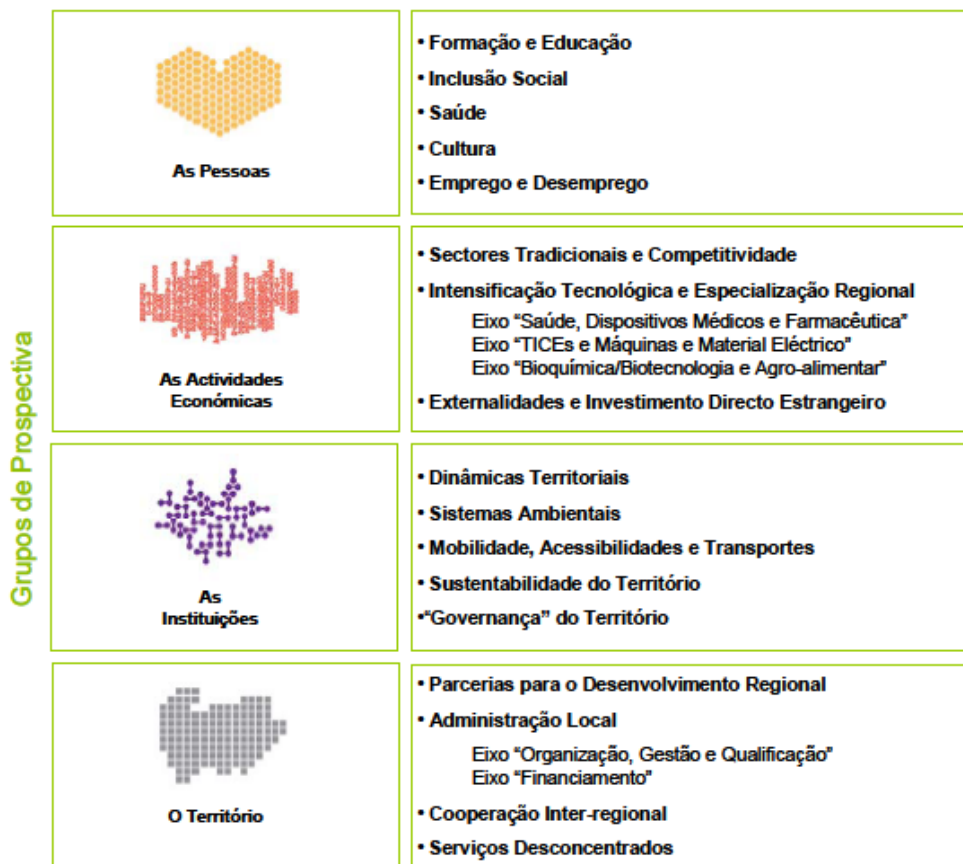 Grupos de Prospectiva
As Pessoas
• Formação e Educação
• Inclusão Social
• Saúde
• Cultura
• Emprego e Desemprego
As Actividades
Económicas
• Sectores Tradicionais e Competitividade
• Intensificação Tecnológica e Especialização Regional
Eixo “Saúde, Dispositivos Médicos e Farmacêutica”
Eixo “TICEs e Máquinas e Material Eléctrico”
Eixo “Bioquímica/Biotecnologia e Agro-alimentar”
• Externalidades e Investimento Directo Estrangeiro
As
Instituições
• Dinâmicas Territoriais
• Sistemas Ambientais
• Mobilidade, Acessibilidades e Transportes
• Sustentabilidade do Território
•“Governança” do Território
O Território
• Parcerias para o Desenvolvimento Regional
• Administração Local
Eixo “Organização, Gestão e Qualificação”
Eixo “Financiamento”
• Cooperação Inter-regional
• Serviços Desconcentrados